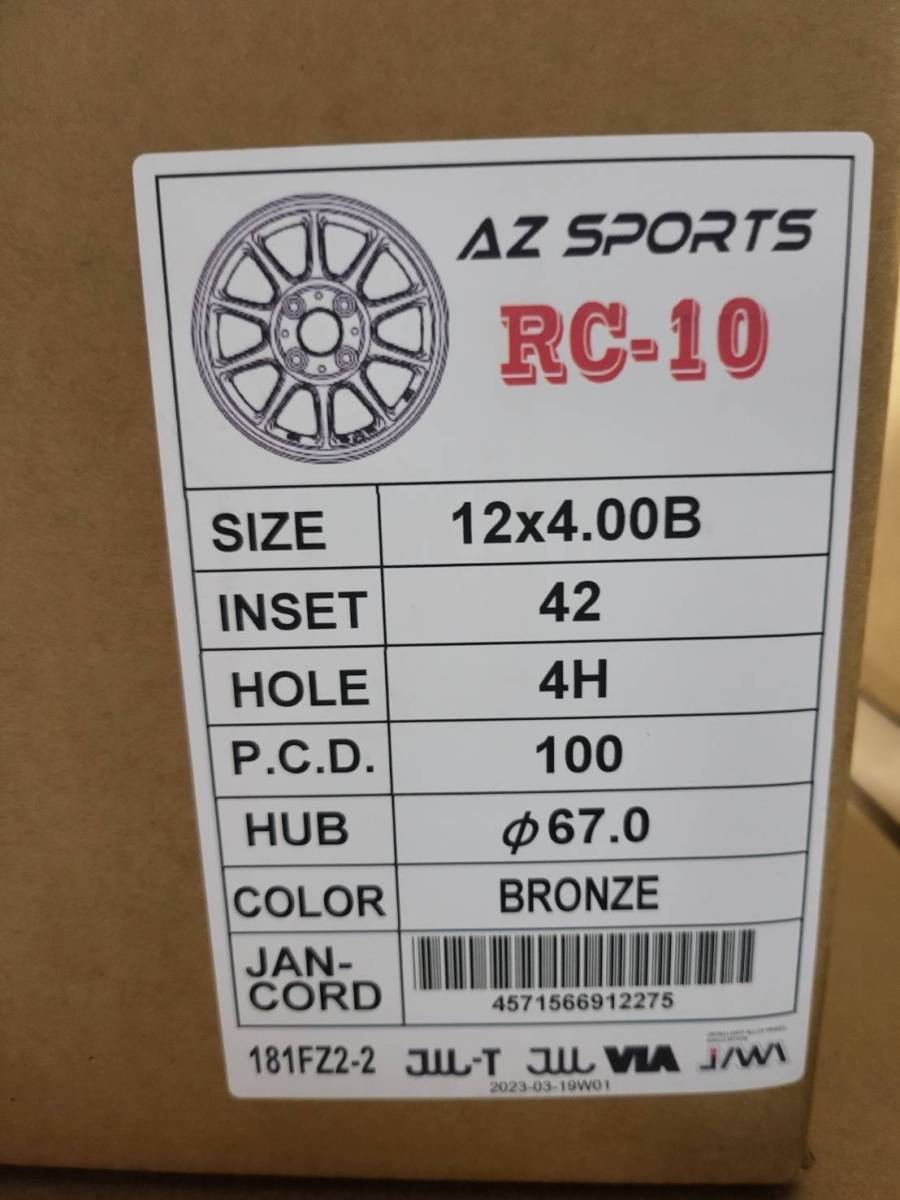 AZ SPORTS
RC-10
SIZE 12x4.00B
INSET 42
HOLE 4H
P.C.D. 100
HUB φ67.0
COLOR BRONZE
JAN-
CORD
4571566912275
181FZ2-2 JWL-T JWL VIA JAWA
2023-03-19W01